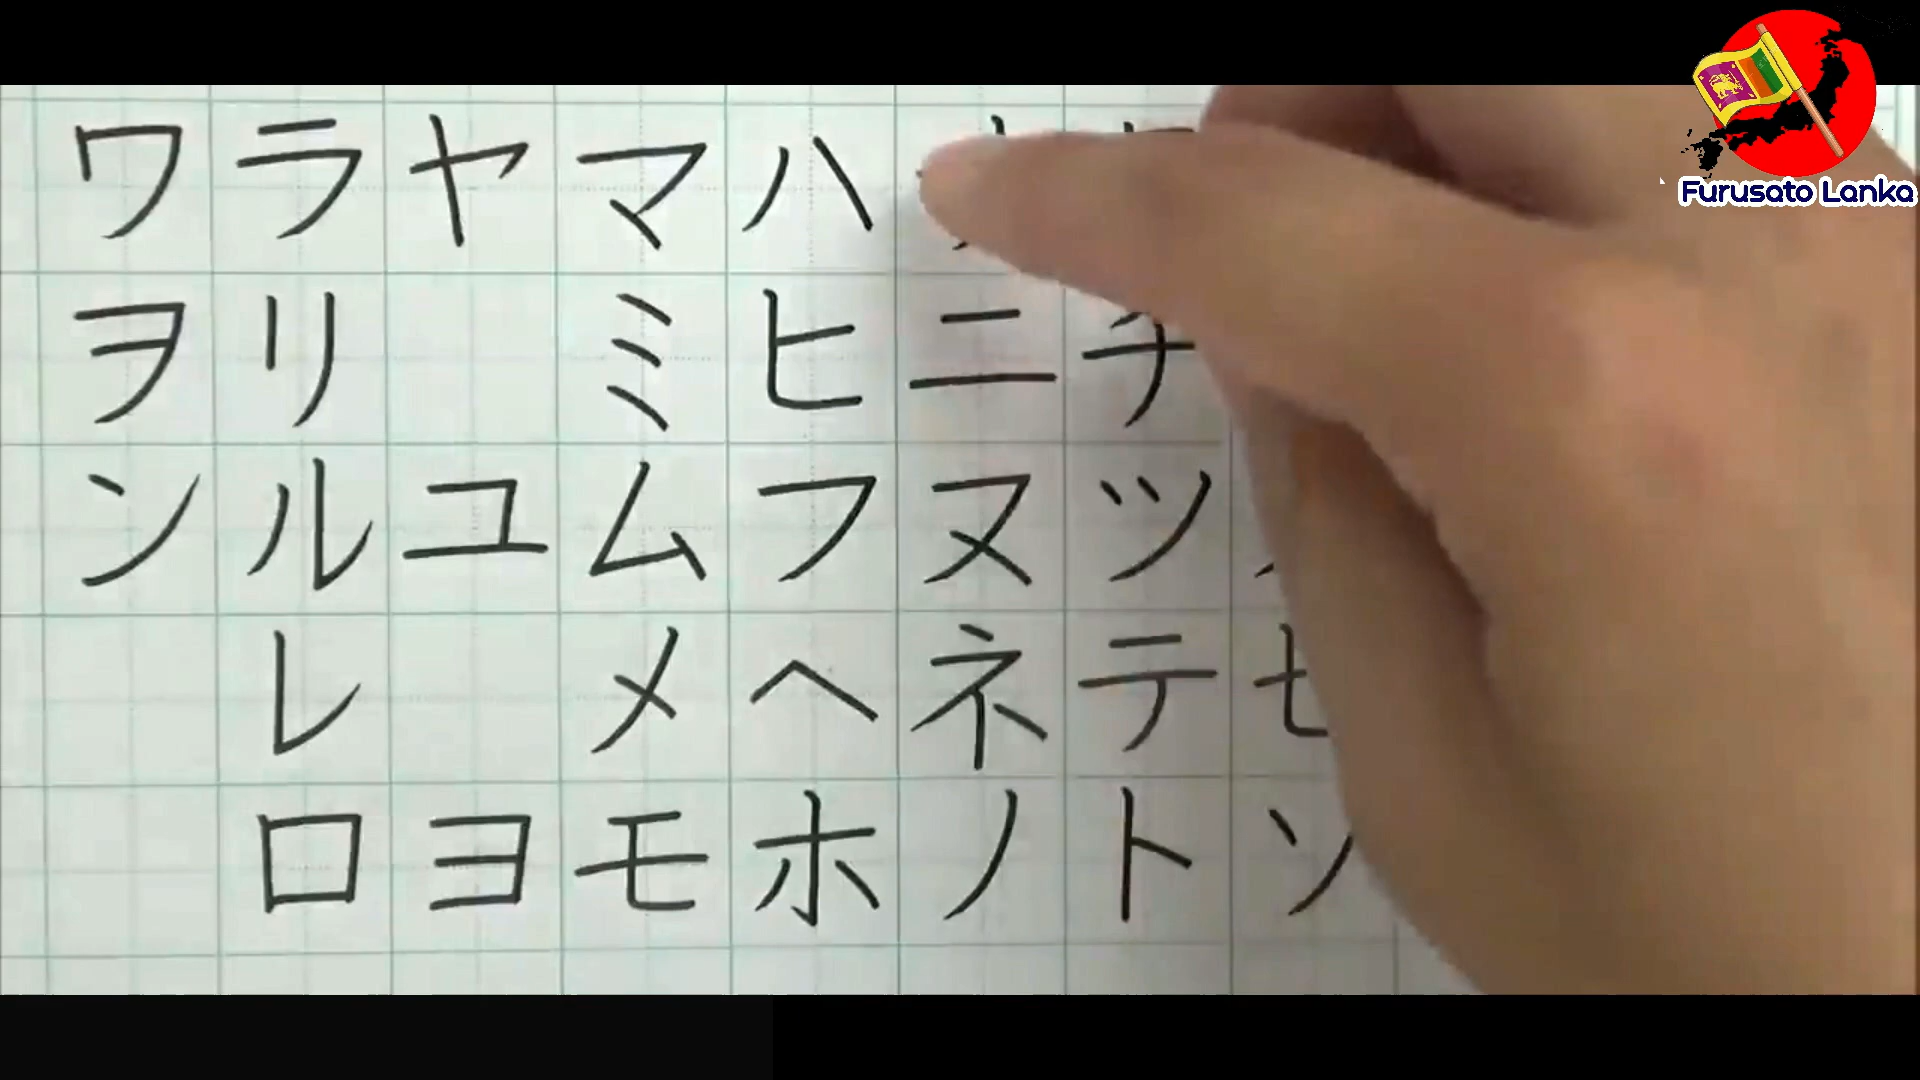 セソ
チツテト
ニヌネノ
ハヒフヘホ
マミムメモ
ヤユヨ
ラリルレロ
ワヲン
Furusato Lanka